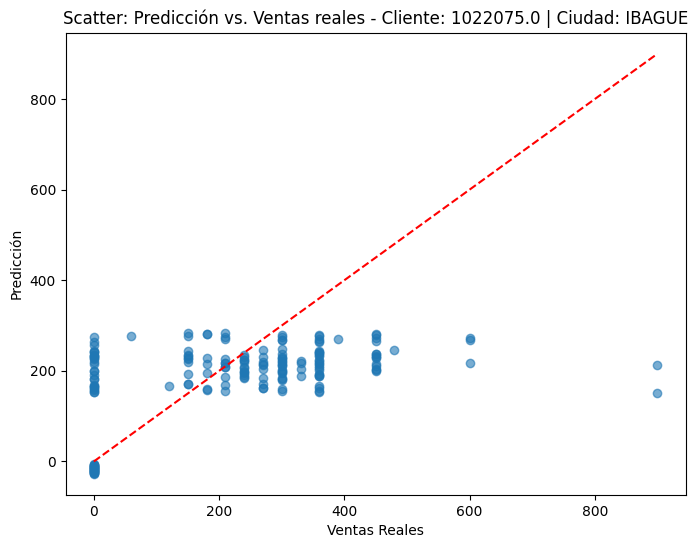 Scatter: Predicción vs. Ventas reales - Cliente: 1022075.0 | Ciudad: IBAGUE
Predicción
800
600
400
200
0
0 200 400 600 800
Ventas Reales